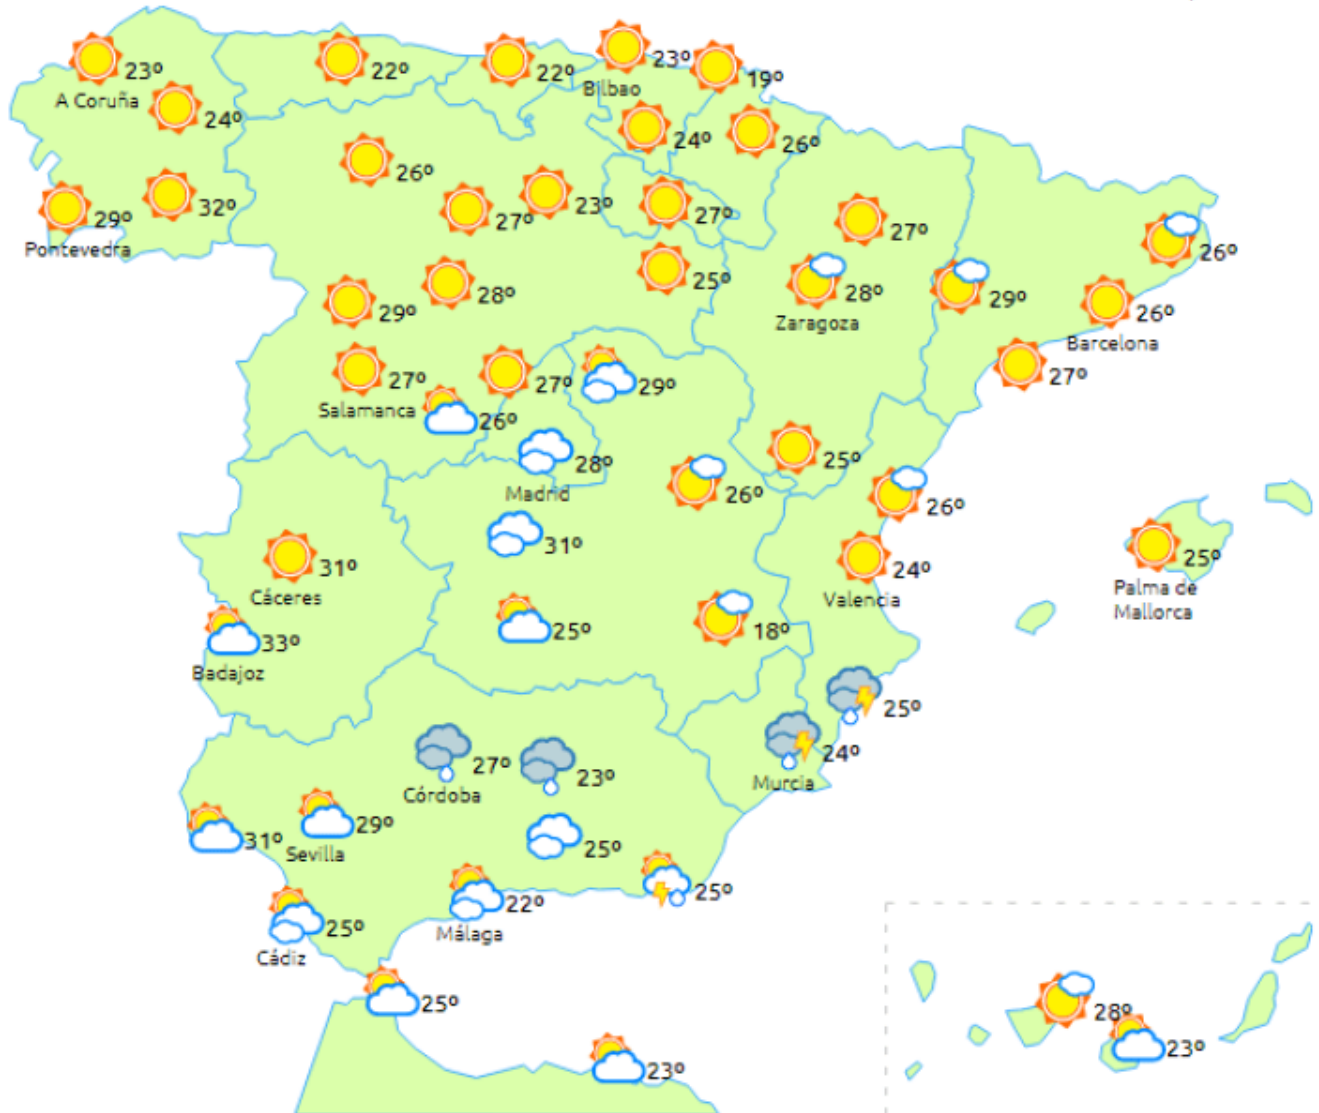 23º
22º
22º
23º
19º
A Coruña
Bilbao
24º
24º
26º
26º
32º
27º
23º
27º
29º
Pontevedra
27º
26º
25º
29º
28º
28º
Zaragoza
29º
26º
Barcelona
27º
Salamanca
26º
27º
29º
27º
28º
Madrid
25º
26º
26º
31º
31º
Cáceres
24º
Valencia
25º
Palma de
Mallorca
33º
Badajoz
25º
18º
25º
27º
Córdoba
23º
24º
Murcia
31º
29º
Sevilla
25º
25º
22º
Málaga
25º
Cádiz
25º
23º
28º
23º